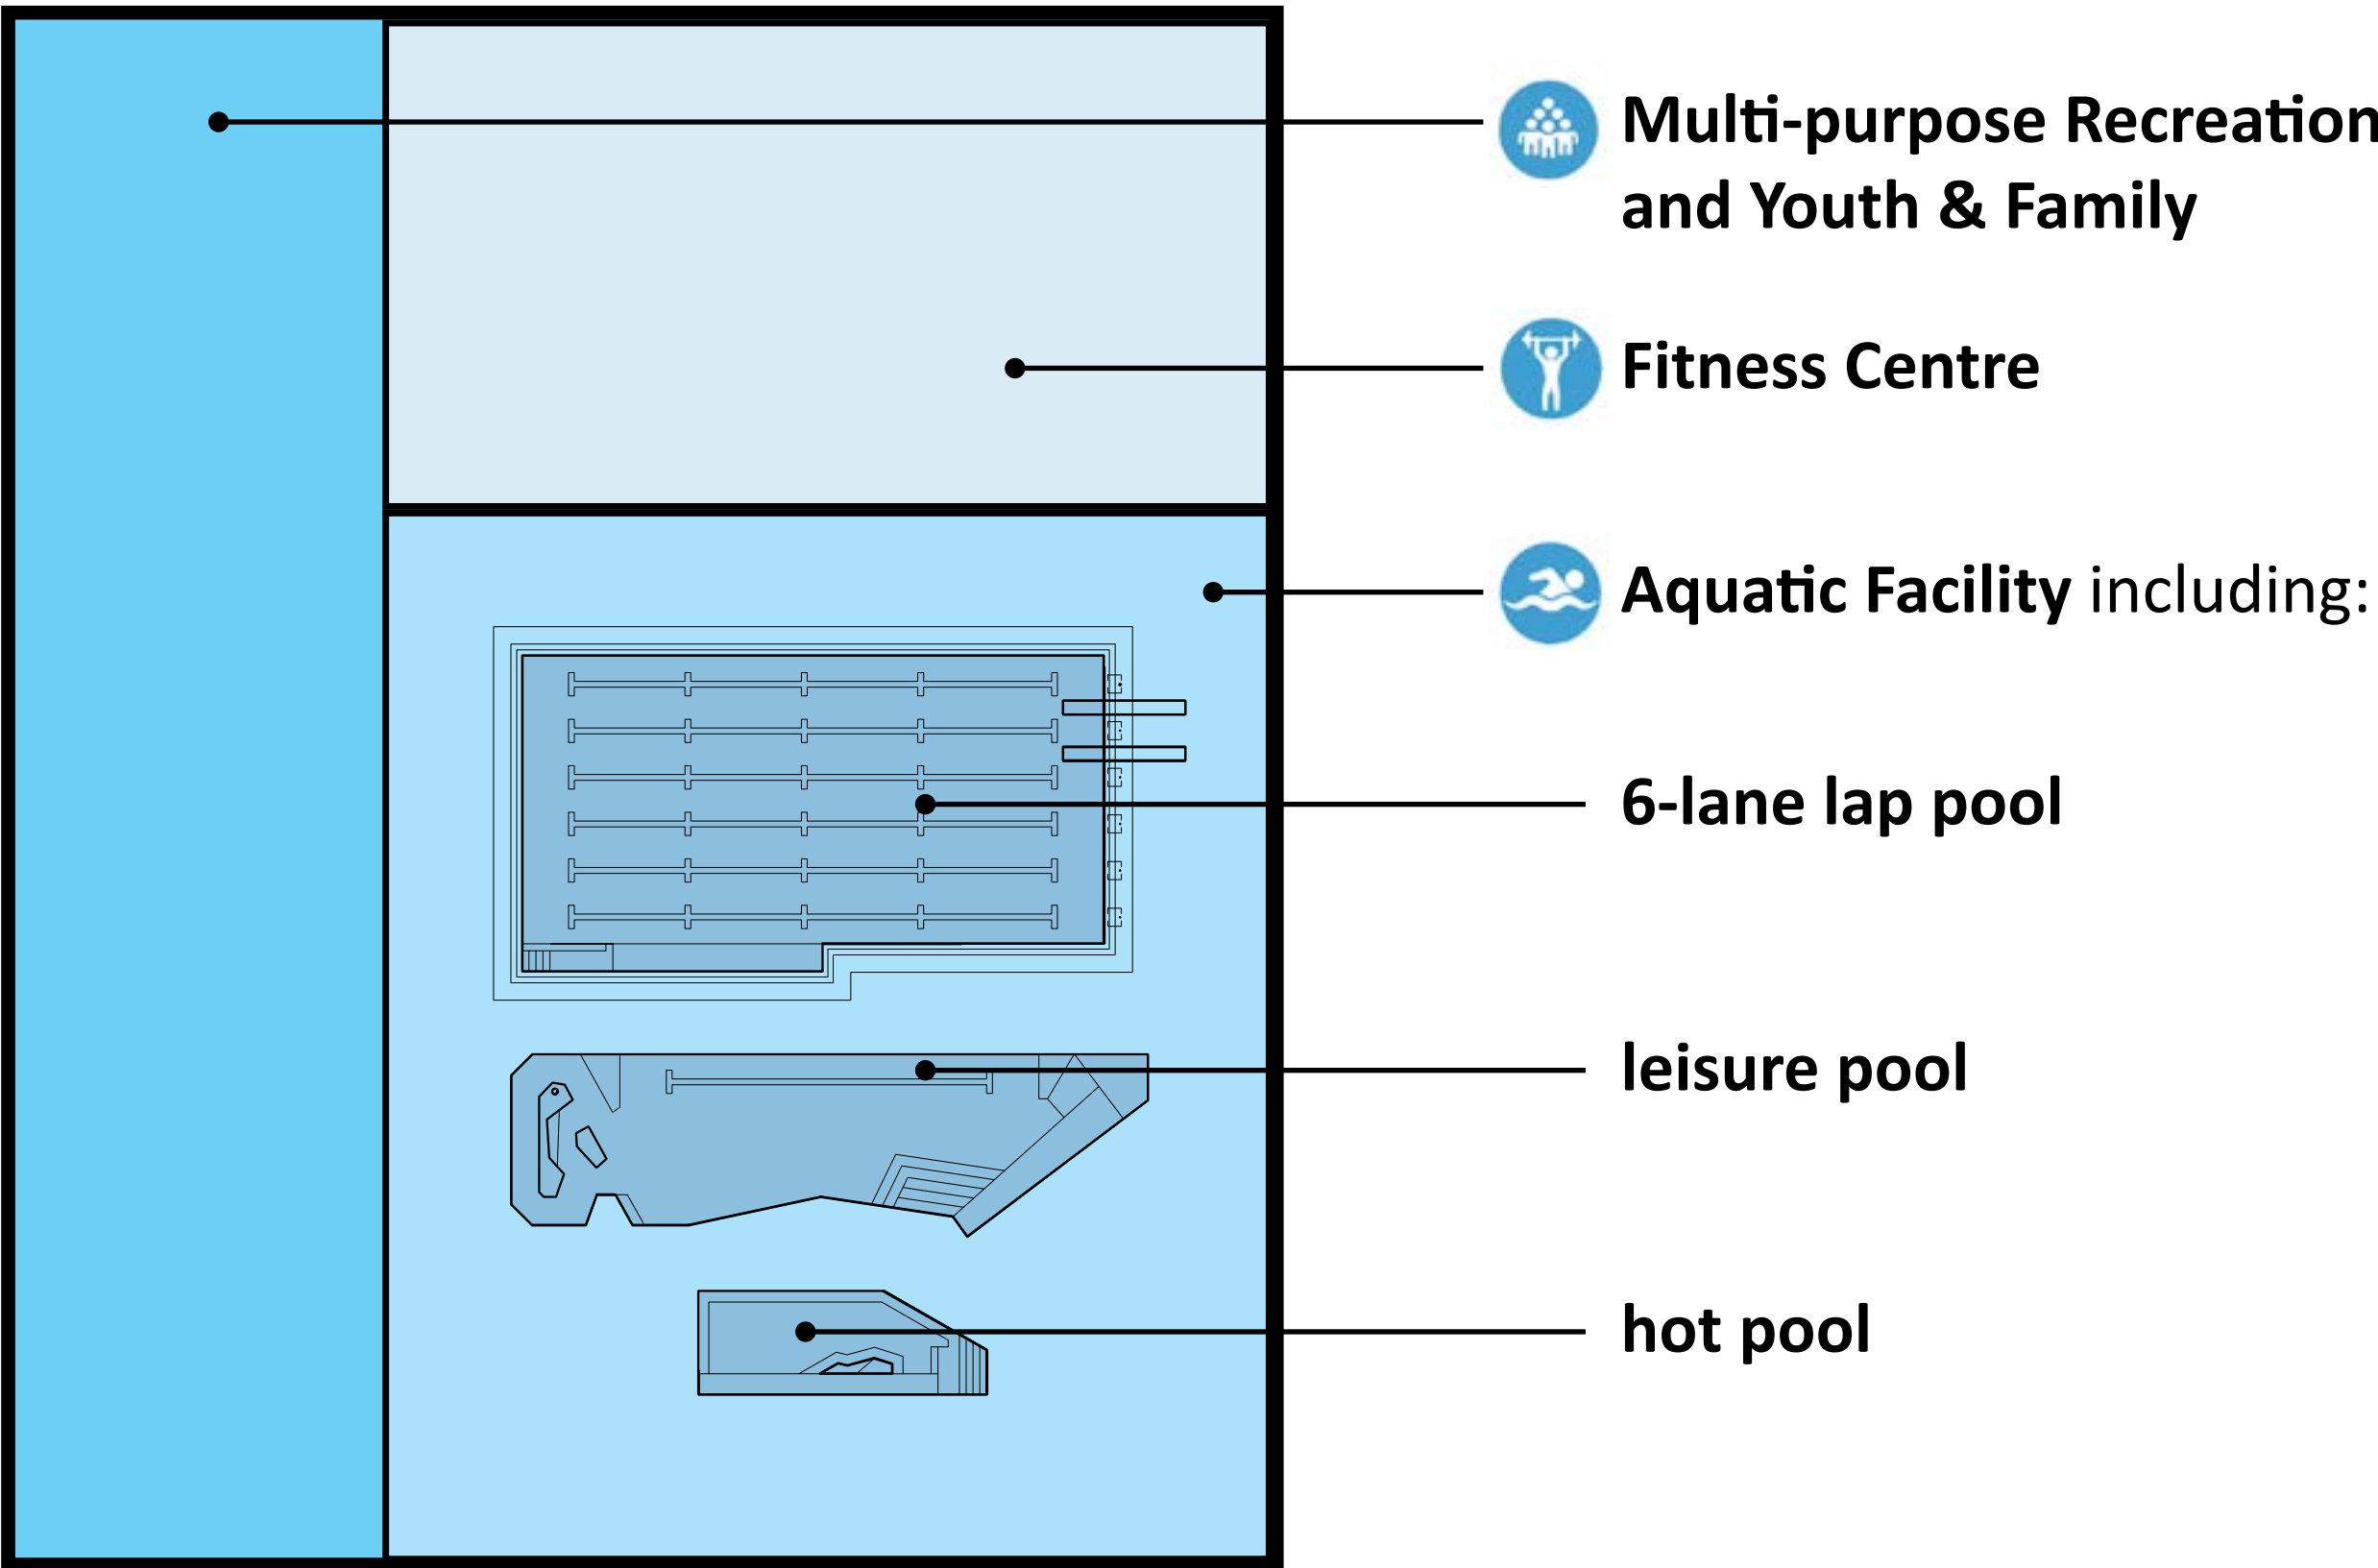 Multi-purpose Recreation
and Youth & Family
Fitness Centre
Aquatic Facility including:
6-lane lap pool
leisure pool
hot pool